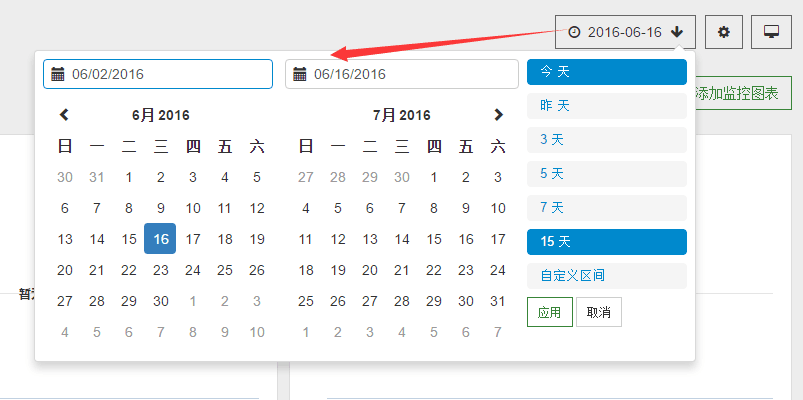 2016-06-16
添加监控图表
06/02/2016
06/16/2016
6月 2016
日 一 二 三 四 五 六
30 31 1 2 3 4 5
6 7 8 9 10 11 12
13 14 15 16 17 18 19
20 21 22 23 24 25 26
27 28 29 30 1 2 3
4 5 6 7 8 9 10
7月 2016
日 一 二 三 四 五 六
27 28 29 30 1 2 3
4 5 6 7 8 9 10
11 12 13 14 15 16 17
18 19 20 21 22 23 24
25 26 27 28 29 30 31
1 2 3 4 5 6 7
今天
昨天
3 天
5 天
7 天
15 天
自定义区间
应用 取消
暂